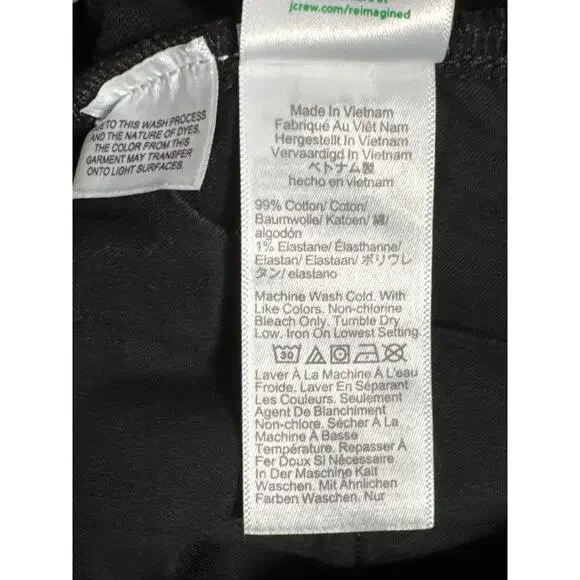 jcrew.com/reimagined
DUE TO THIS WASH PROCESS
AND THE NATURE OF DYES,
THE COLOR FROM THIS
GARMENT MAY TRANSFER
ONTO LIGHT SURFACES.
Made In Vietnam
Fabriqué Au Viêt Nam
Hergestellt In Vietnam
Vervaardigd In Vietnam
ベトナム製
hecho en vietnam
99% Cotton/ Coton/
Baumwolle/ Katoen/ 綿/
algodón
1% Elastane/ Élasthanne/
Elastan/ Elastaan/ ポリウレ
タン/ elastano
Machine Wash Cold. With
Like Colors. Non-chlorine
Bleach Only. Tumble Dry
Low. Iron On Lowest Setting.
30
Laver À La Machine À L'eau
Froide. Laver En Séparant
Les Couleurs. Seulement
Agent De Blanchiment
Non-chlore. Sécher À La
Machine À Basse
Température. Repasser À
Fer Doux Si Nécessaire
In Der Maschine Kalt
Waschen. Mit Ähnlichen
Farben Waschen. Nur